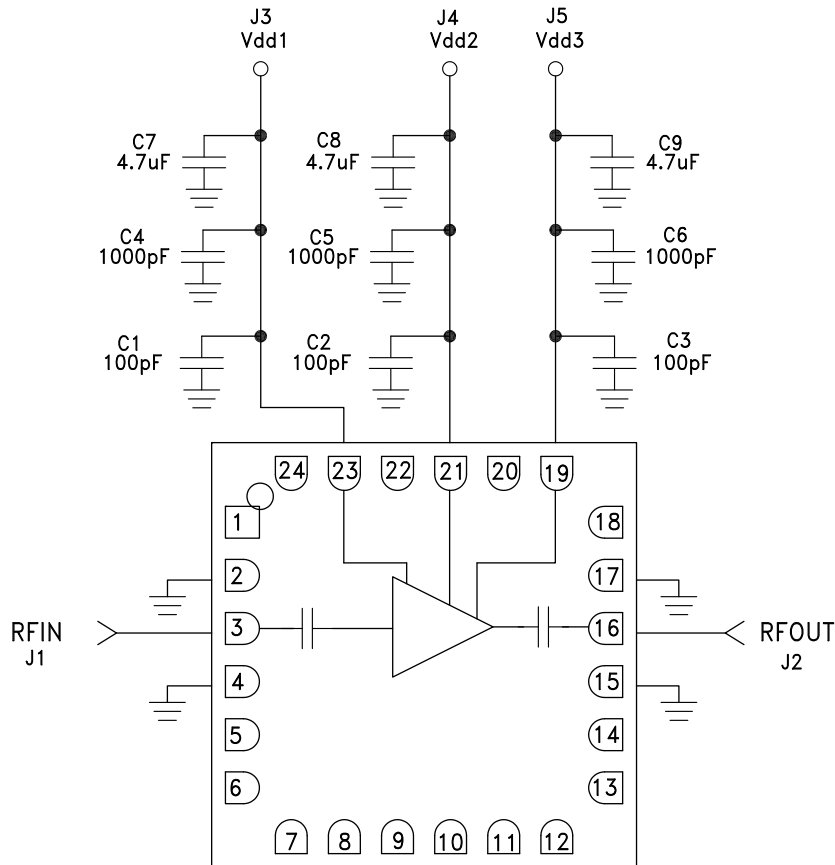 J3
Vdd1
J4
Vdd2
J5
Vdd3
C7
4.7uF
C8
4.7uF
C9
4.7uF
C4
1000pF
C5
1000pF
C6
1000pF
C1
100pF
C2
100pF
C3
100pF
24
23
22
21
20
19
1
18
2
17
RFIN
J1
3
16
RFOUT
J2
4
15
5
14
6
13
7
8
9
10
11
12